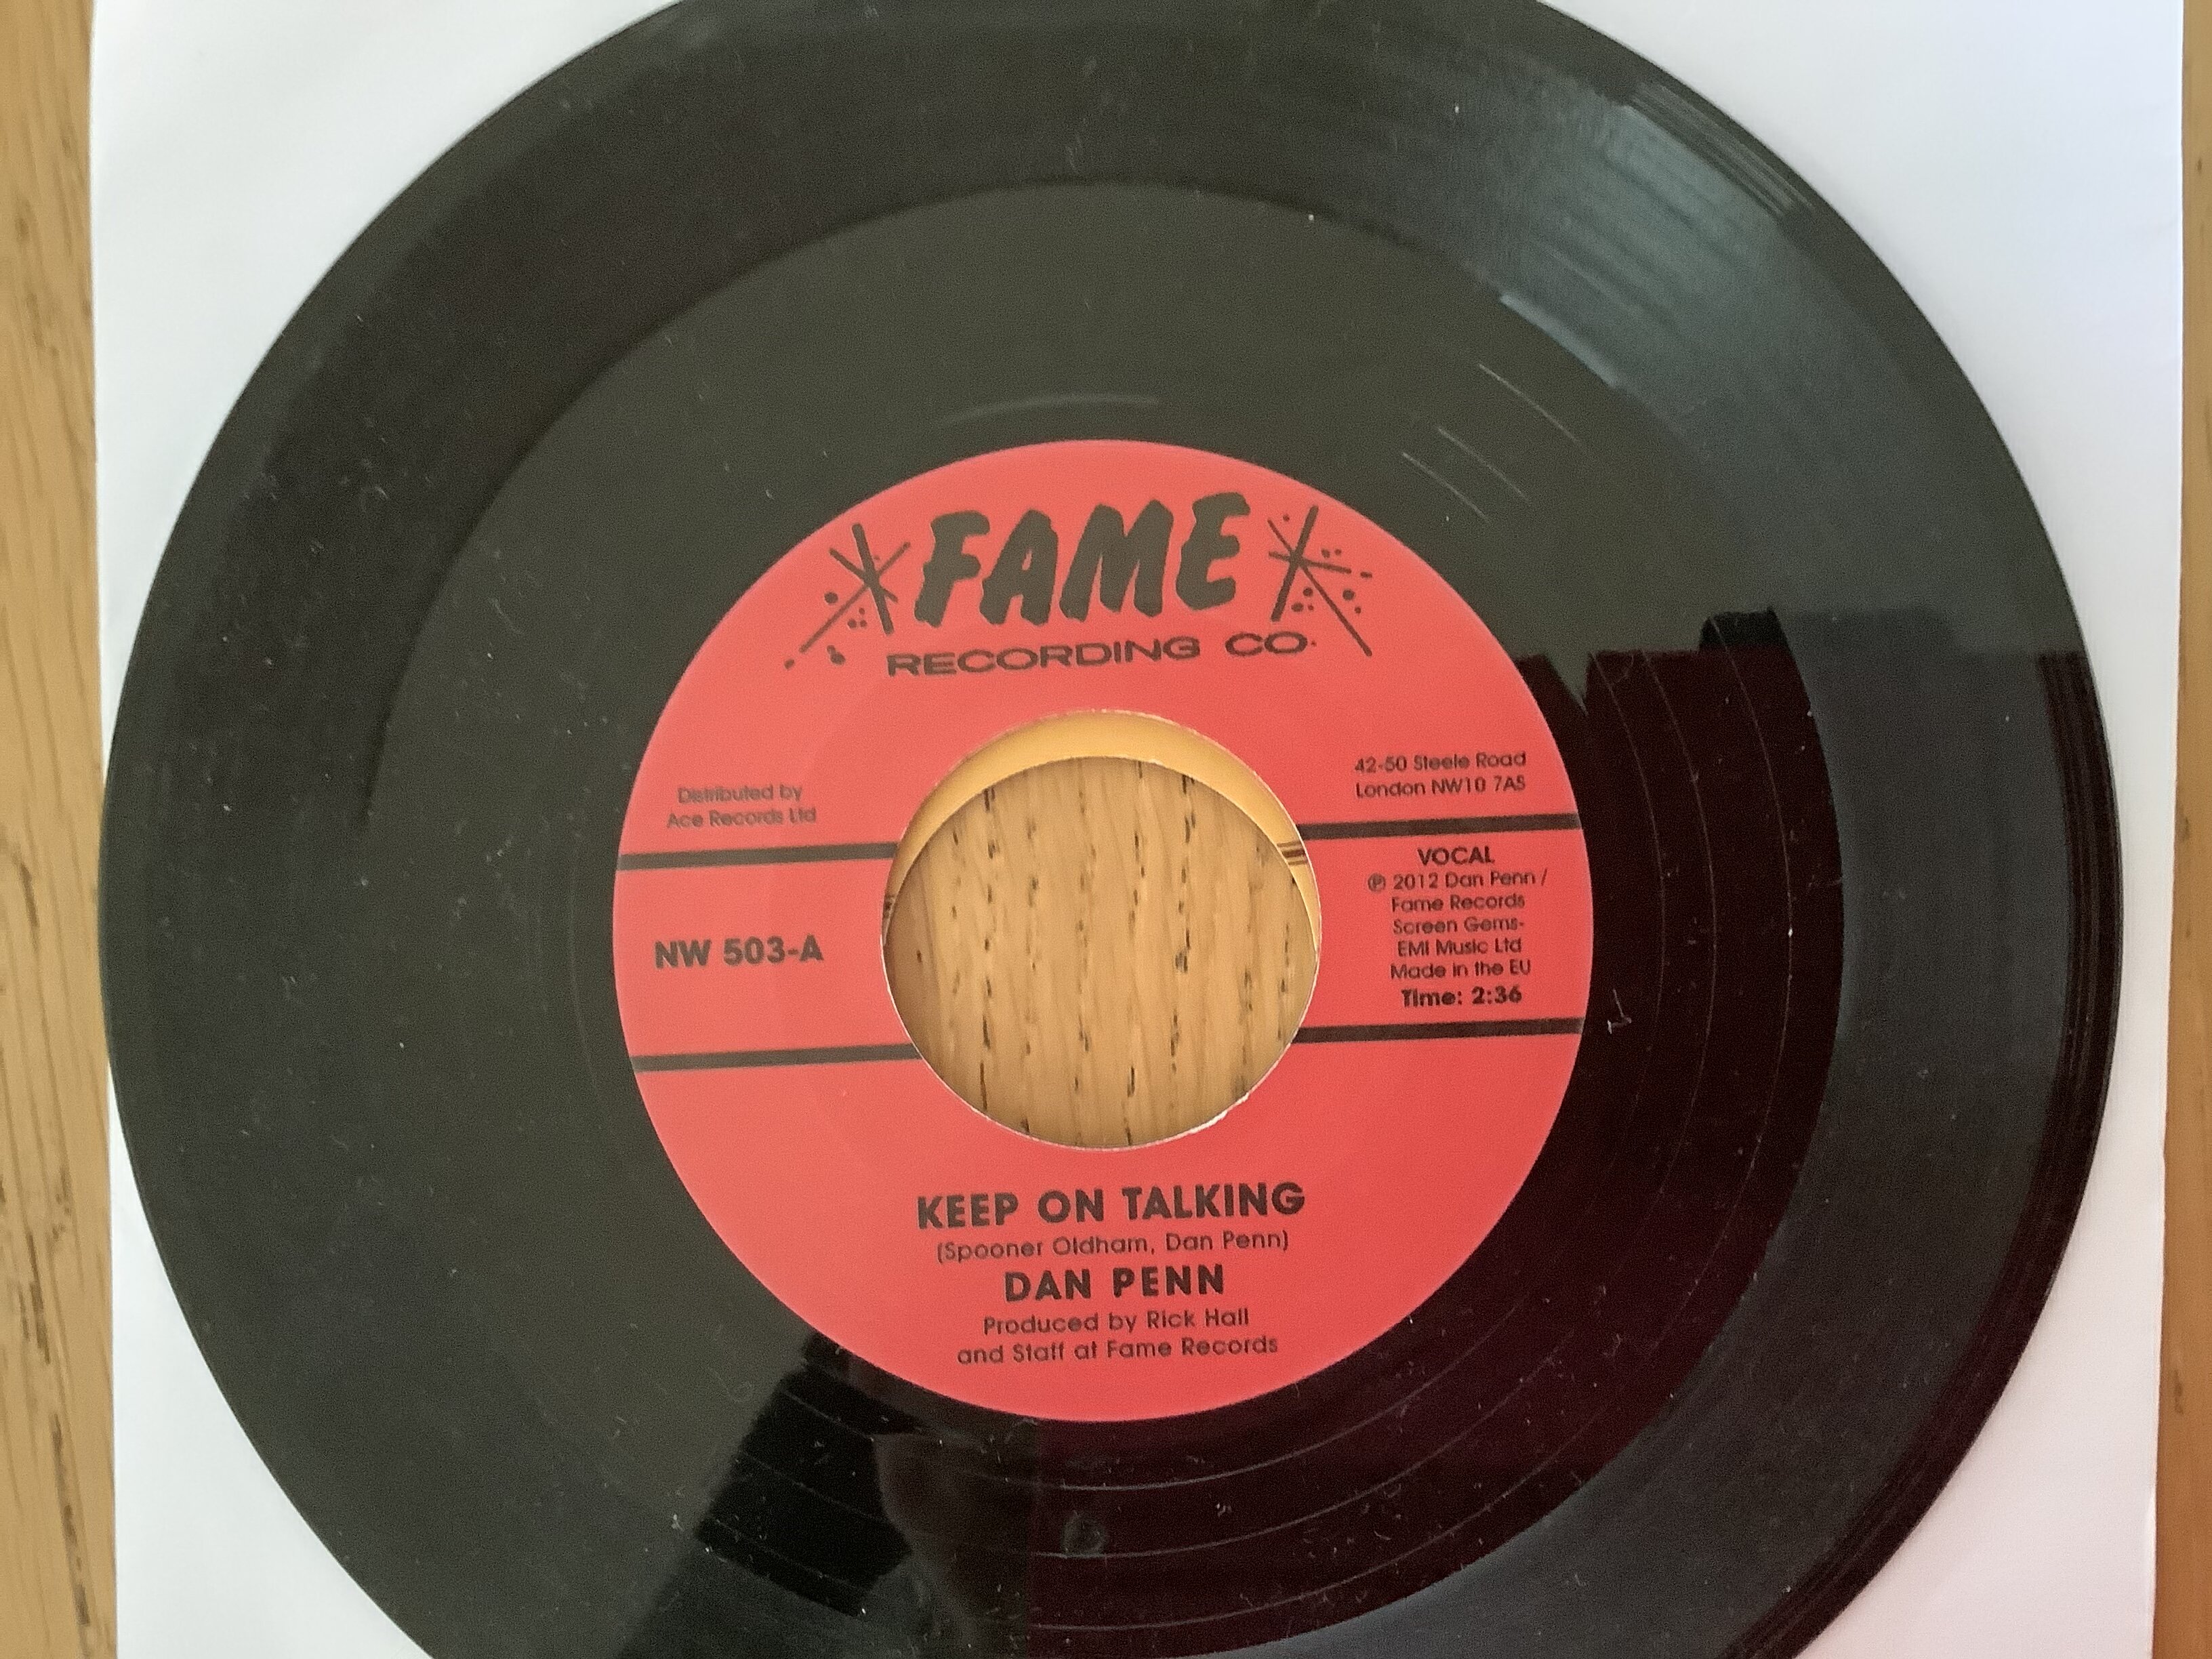 FAME
RECORDING CO.
Distributed by
Ace Records Ltd
42-50 Steele Road
London NW10 7AS
NW 503-A
VOCAL
℗ 2012 Dan Penn /
Fame Records
Screen Gems-
EMI Music Ltd
Made in the EU
Time: 2:36
KEEP ON TALKING
(Spooner Oldham, Dan Penn)
DAN PENN
Produced by Rick Hall
and Staff at Fame Records